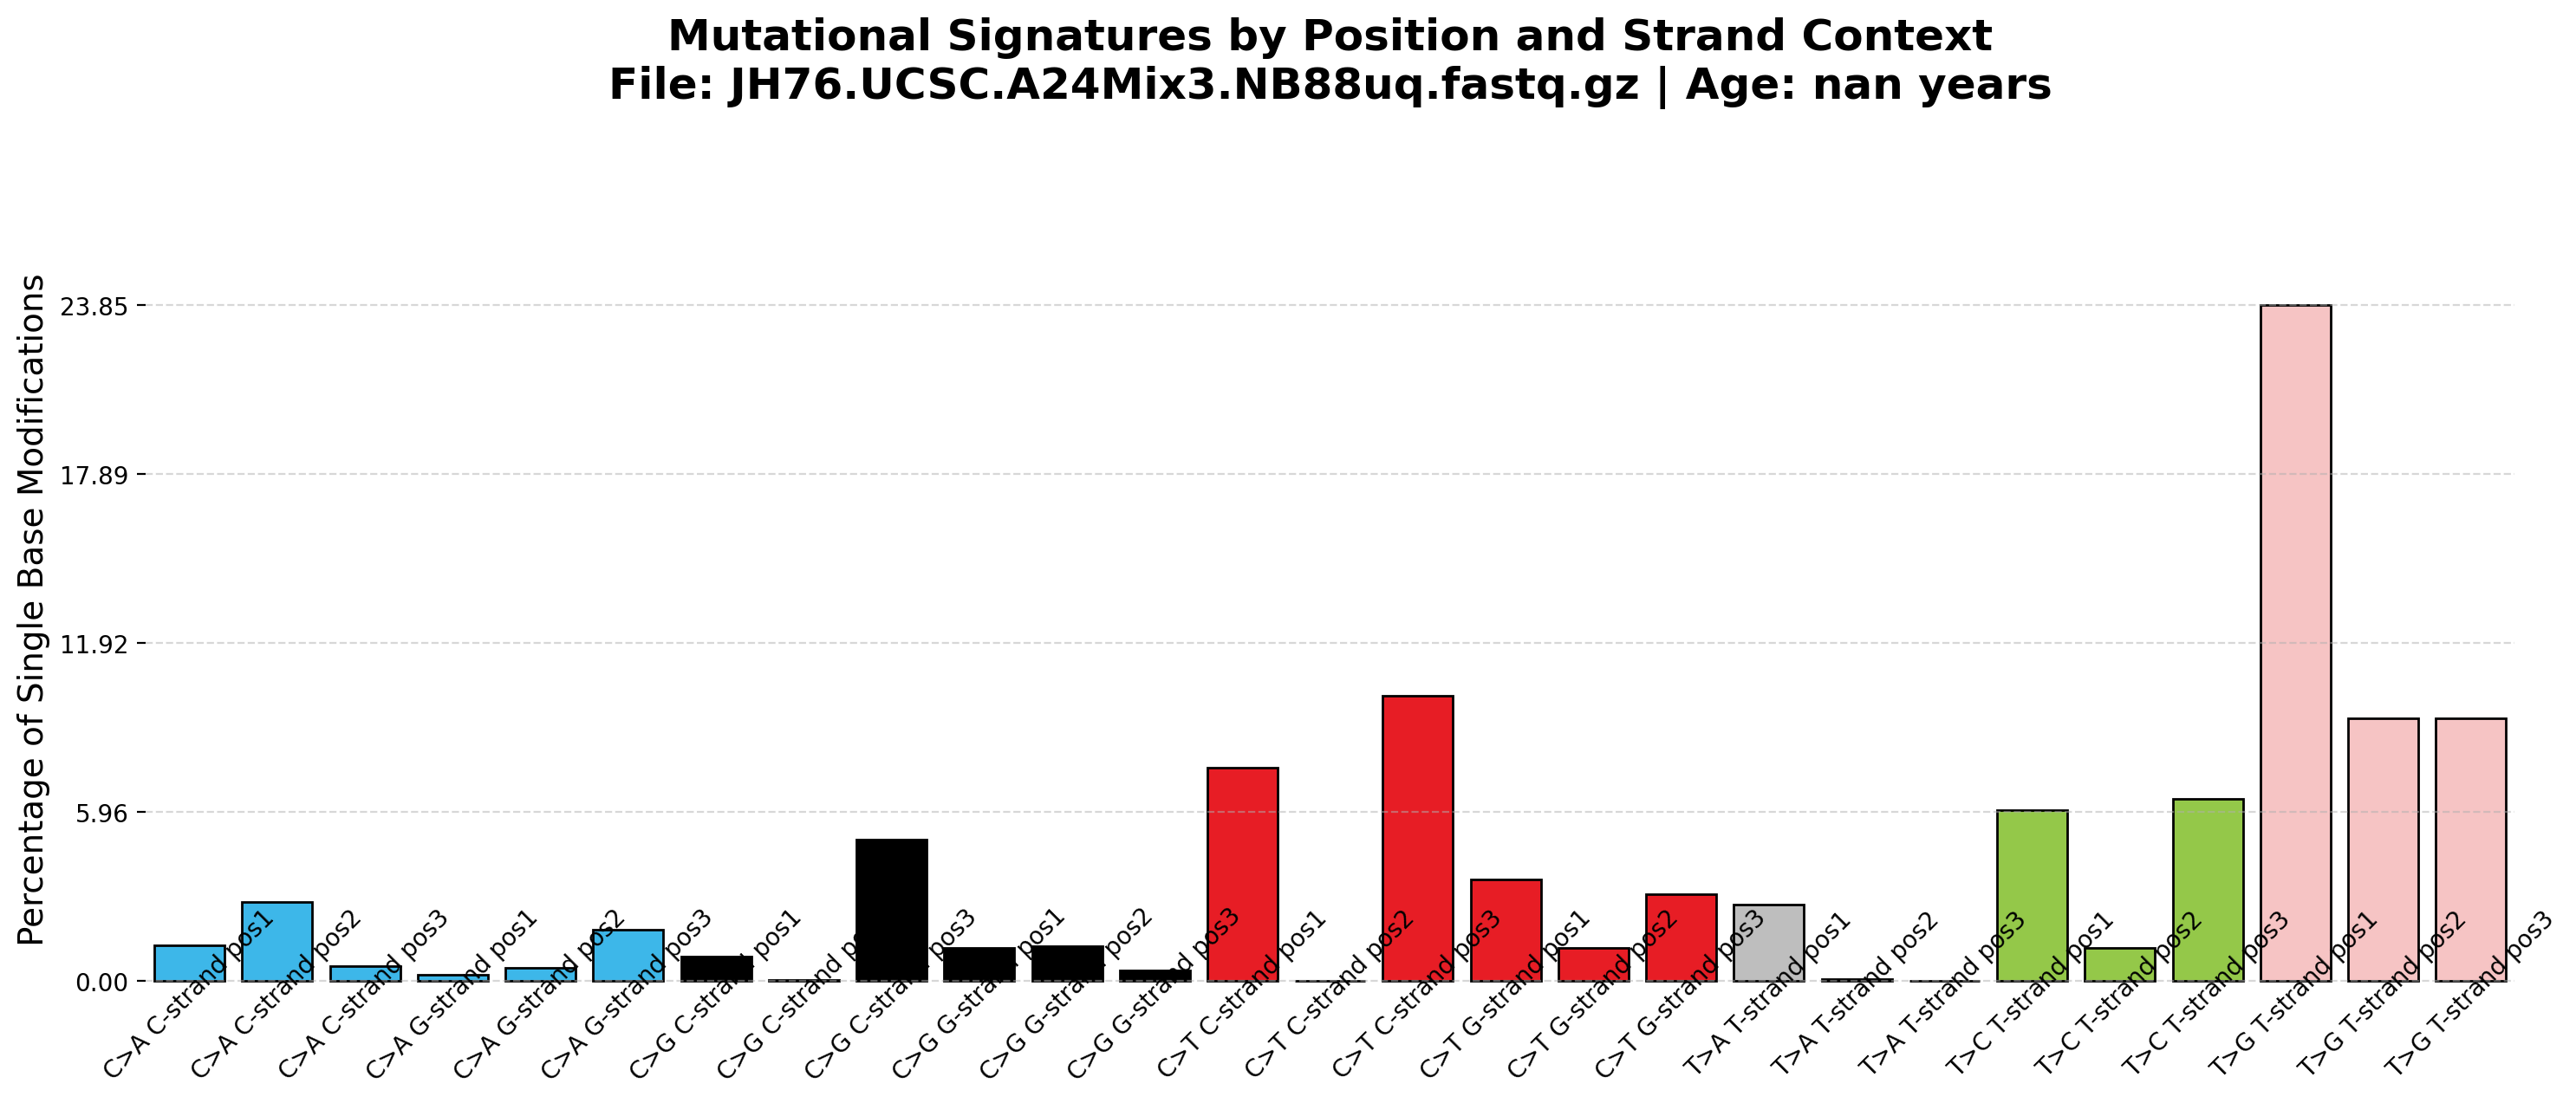 Mutational Signatures by Position and Strand Context
File: JH76.UCSC.A24Mix3.NB88uq.fastq.gz | Age: nan years
Percentage of Single Base Modifications
23.85
17.89
11.92
5.96
0.00
C>A C-strand pos1
C>A C-strand pos2
C>A C-strand pos3
C>A G-strand pos1
C>A G-strand pos2
C>A G-strand pos3
C>G C-strand pos1
C>G C-strand pos2
C>G C-strand pos3
C>G G-strand pos1
C>G G-strand pos2
C>G G-strand pos3
C>T C-strand pos1
C>T C-strand pos2
C>T C-strand pos3
C>T G-strand pos1
C>T G-strand pos2
C>T G-strand pos3
T>A T-strand pos1
T>A T-strand pos2
T>A T-strand pos3
T>C T-strand pos1
T>C T-strand pos2
T>C T-strand pos3
T>G T-strand pos1
T>G T-strand pos2
T>G T-strand pos3